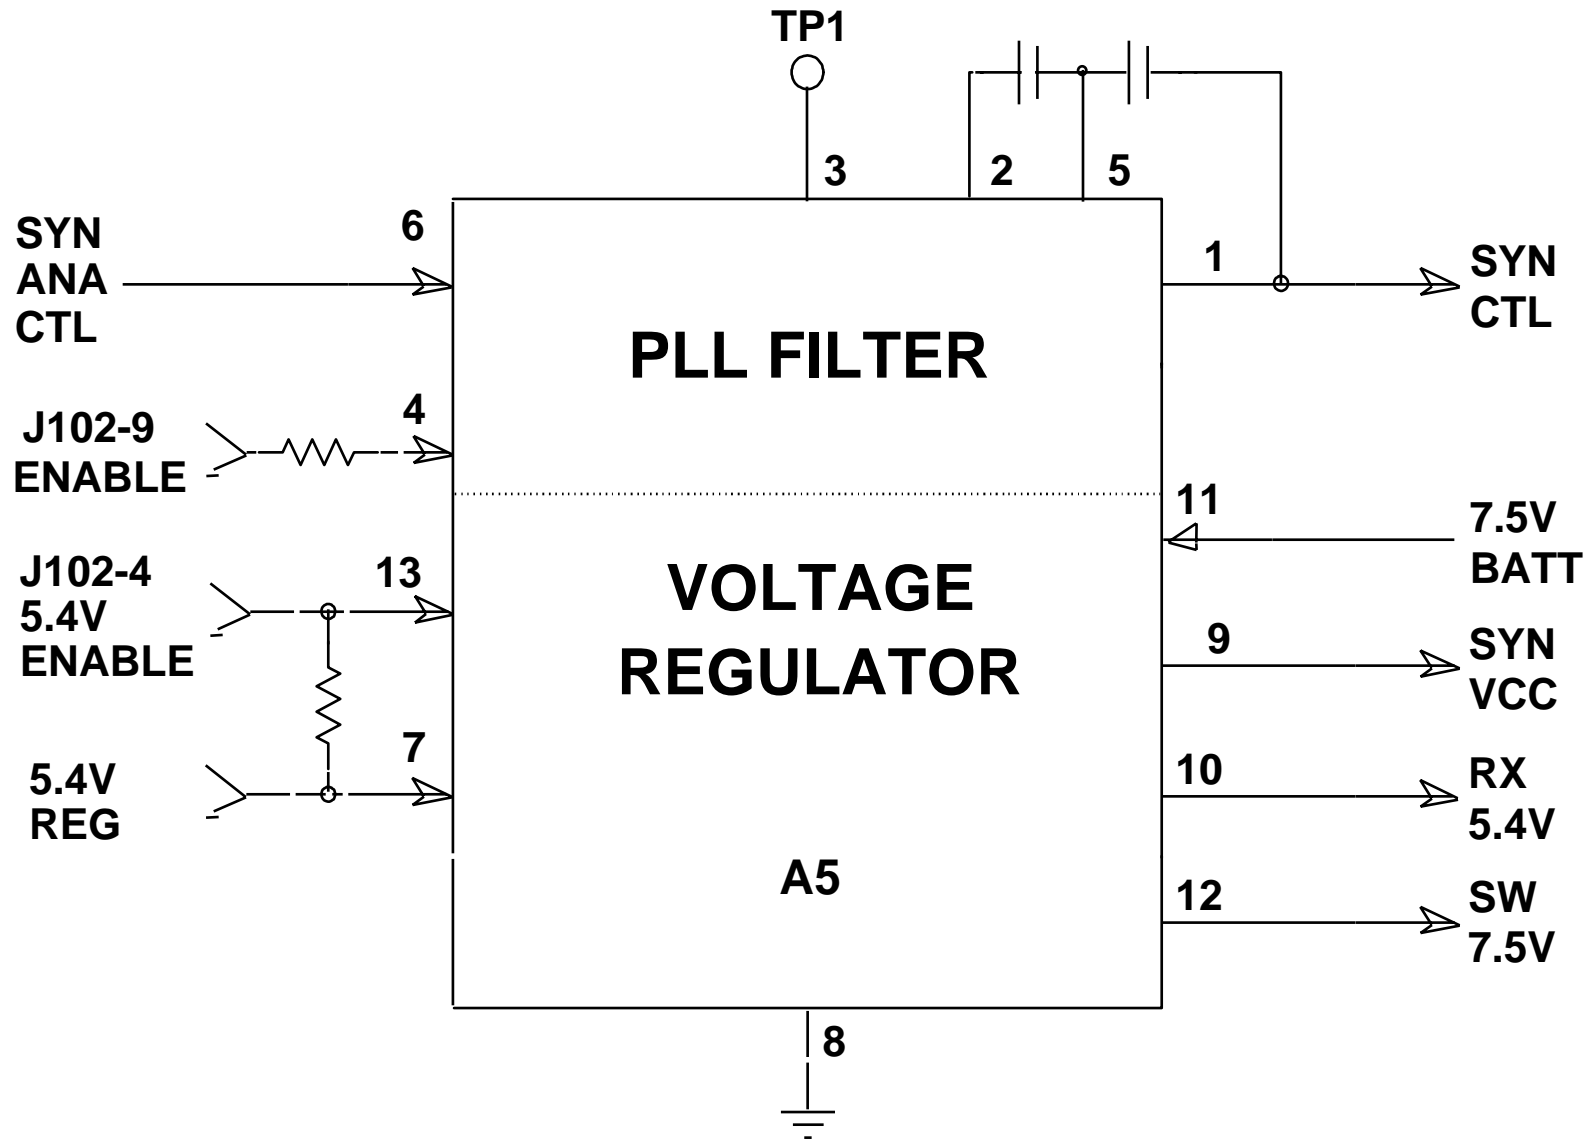 TP1
3
2
5
6
SYN
ANA
CTL
1
SYN
CTL
PLL FILTER
4
J102-9
ENABLE
11
7.5V
BATT
13
J102-4
5.4V
ENABLE
VOLTAGE
REGULATOR
9
SYN
VCC
7
5.4V
REG
10
RX
5.4V
A5
12
SW
7.5V
8